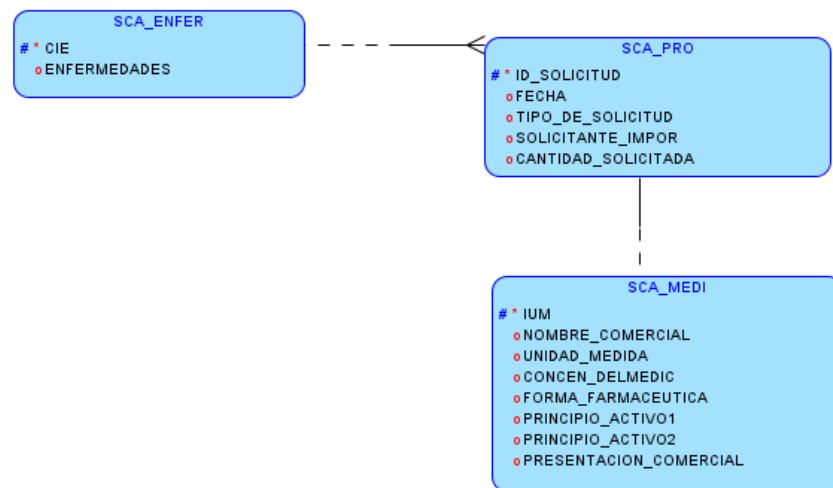 SCA_ENFER
# * CIE
o ENFERMEDADES
SCA_PRO
# * ID_SOLICITUD
o FECHA
o TIPO_DE_SOLICITUD
o SOLICITANTE_IMPOR
o CANTIDAD_SOLICITADA
SCA_MEDI
# * IUM
o NOMBRE_COMERCIAL
o UNIDAD_MEDIDA
o CONCEN_DELMEDIC
o FORMA_FARMACEUTICA
o PRINCIPIO_ACTIVO1
o PRINCIPIO_ACTIVO2
o PRESENTACION_COMERCIAL